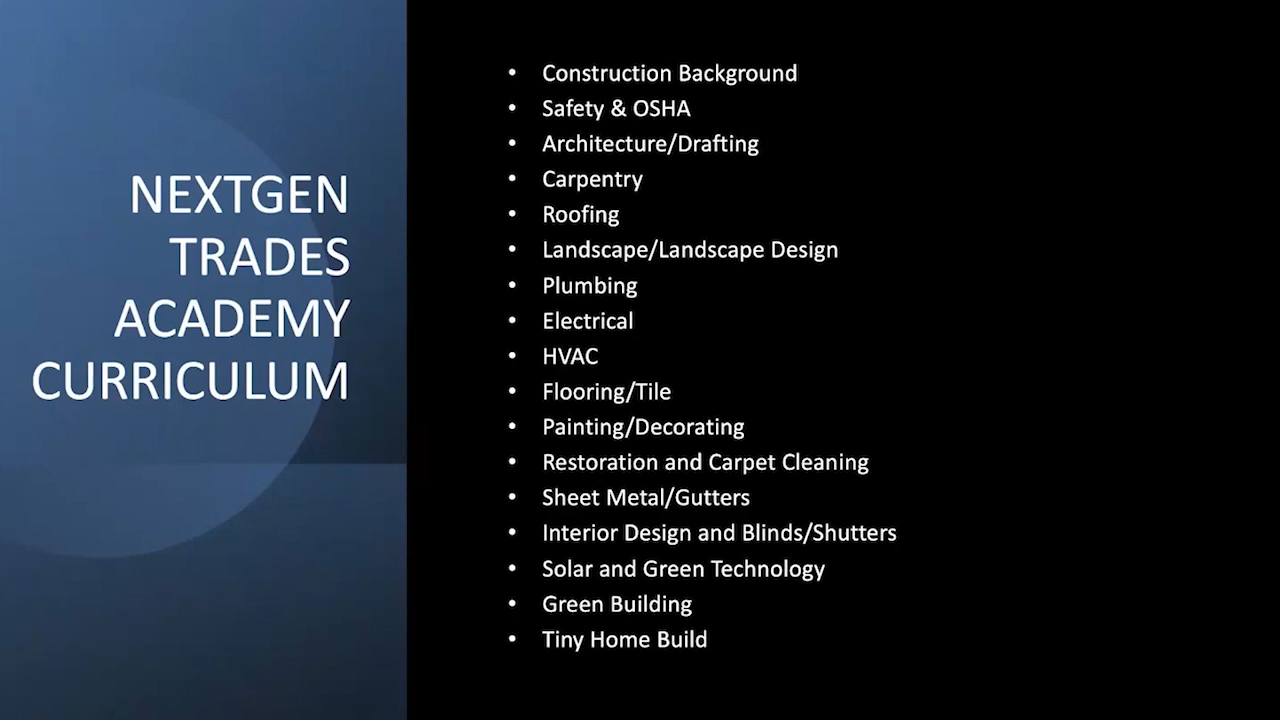 NEXTGEN
TRADES
ACADEMY
CURRICULUM
• Construction Background
• Safety & OSHA
• Architecture/Drafting
• Carpentry
• Roofing
• Landscape/Landscape Design
• Plumbing
• Electrical
• HVAC
• Flooring/Tile
• Painting/Decorating
• Restoration and Carpet Cleaning
• Sheet Metal/Gutters
• Interior Design and Blinds/Shutters
• Solar and Green Technology
• Green Building
• Tiny Home Build